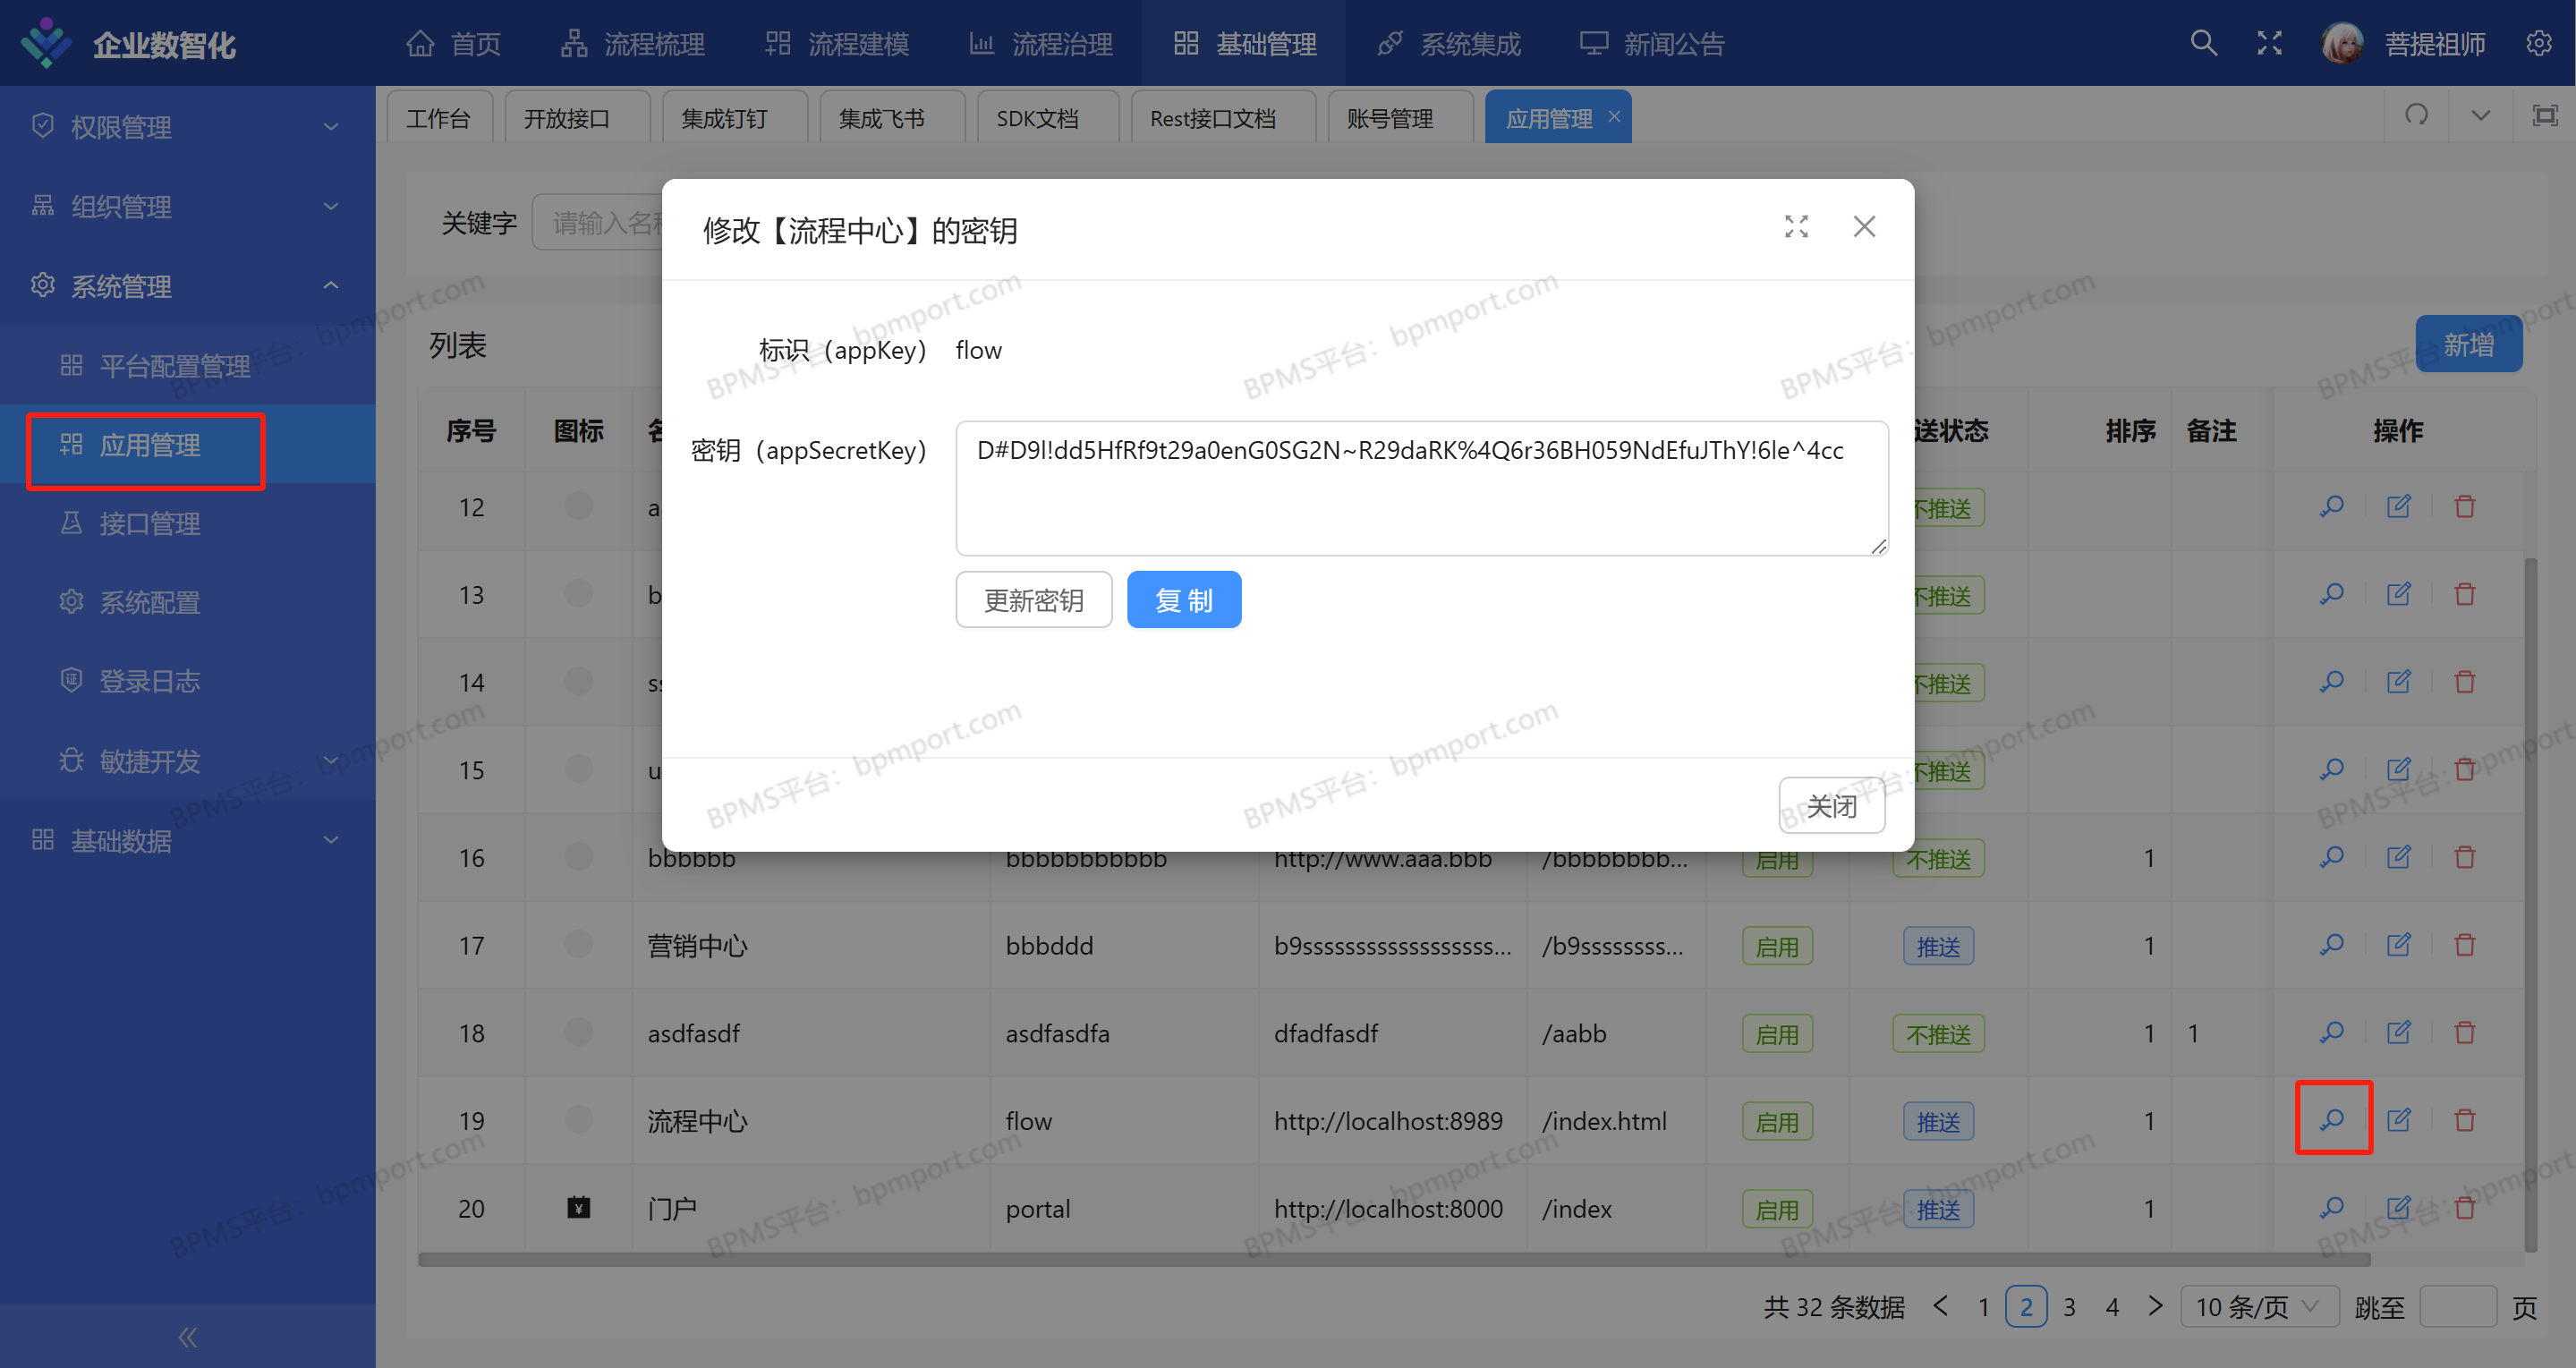 企业数智化
首页 流程梳理 流程建模 流程治理 基础管理 系统集成 新闻公告
菩提祖师
权限管理
组织管理
系统管理
平台配置管理
应用管理
接口管理
系统配置
登录日志
敏捷开发
基础数据
工作台 开放接口 集成钉钉 集成飞书 SDK文档 Rest接口文档 账号管理 应用管理
关键字
列表
新增
修改【流程中心】的密钥
标识（appKey） flow
密钥（appSecretKey） D#D9l!dd5HfRf9t29a0enG0SG2N~R29daRK%4Q6r36BH059NdEfuJThY!6le^4cc
更新密钥 复制
关闭
序号 图标 送状态 排序 备注 操作
12 不推送
13 不推送
14 不推送
15 不推送
16 bbbbbb bbbbbbbbbbb http://www.aaa.bbb /bbbbbbbb... 启用 不推送 1
17 营销中心 bbbddd b9ssssssssssssssssss... /b9ssssssss... 启用 推送 1
18 asdfasdf asdfasdfa dfadfasdf /aabb 启用 不推送 1 1
19 流程中心 flow http://localhost:8989 /index.html 启用 推送 1
20 门户 portal http://localhost:8000 /index 启用 推送 1
共 32 条数据 1 2 3 4 10 条/页 跳至 页
BPMS平台：bpmport.com